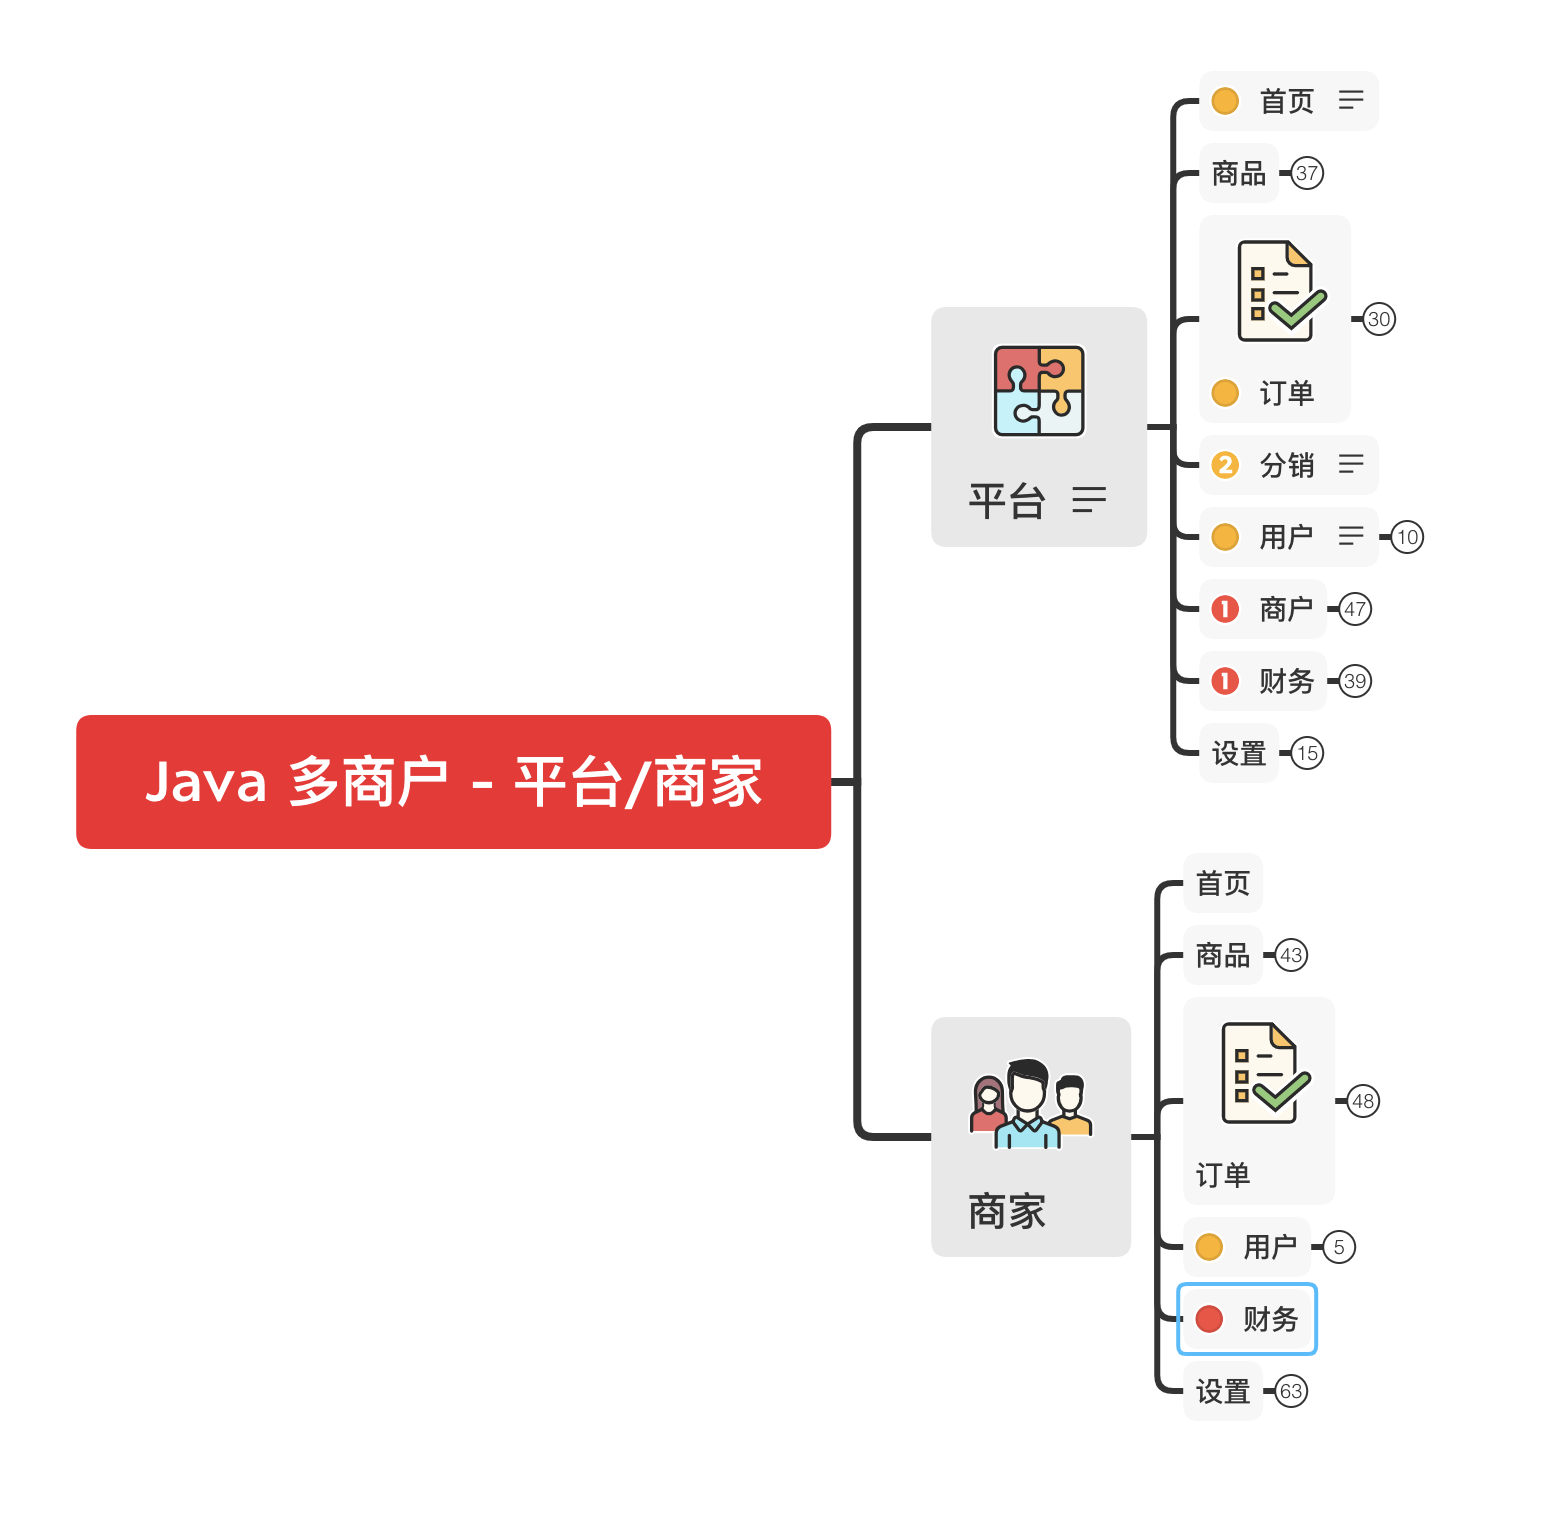 Java 多商户 - 平台/商家
平台
首页
商品 37
30
订单
2 分销
用户 10
1 商户 47
1 财务 39
设置 15
商家
首页
商品 43
48
订单
用户 5
财务
设置 63